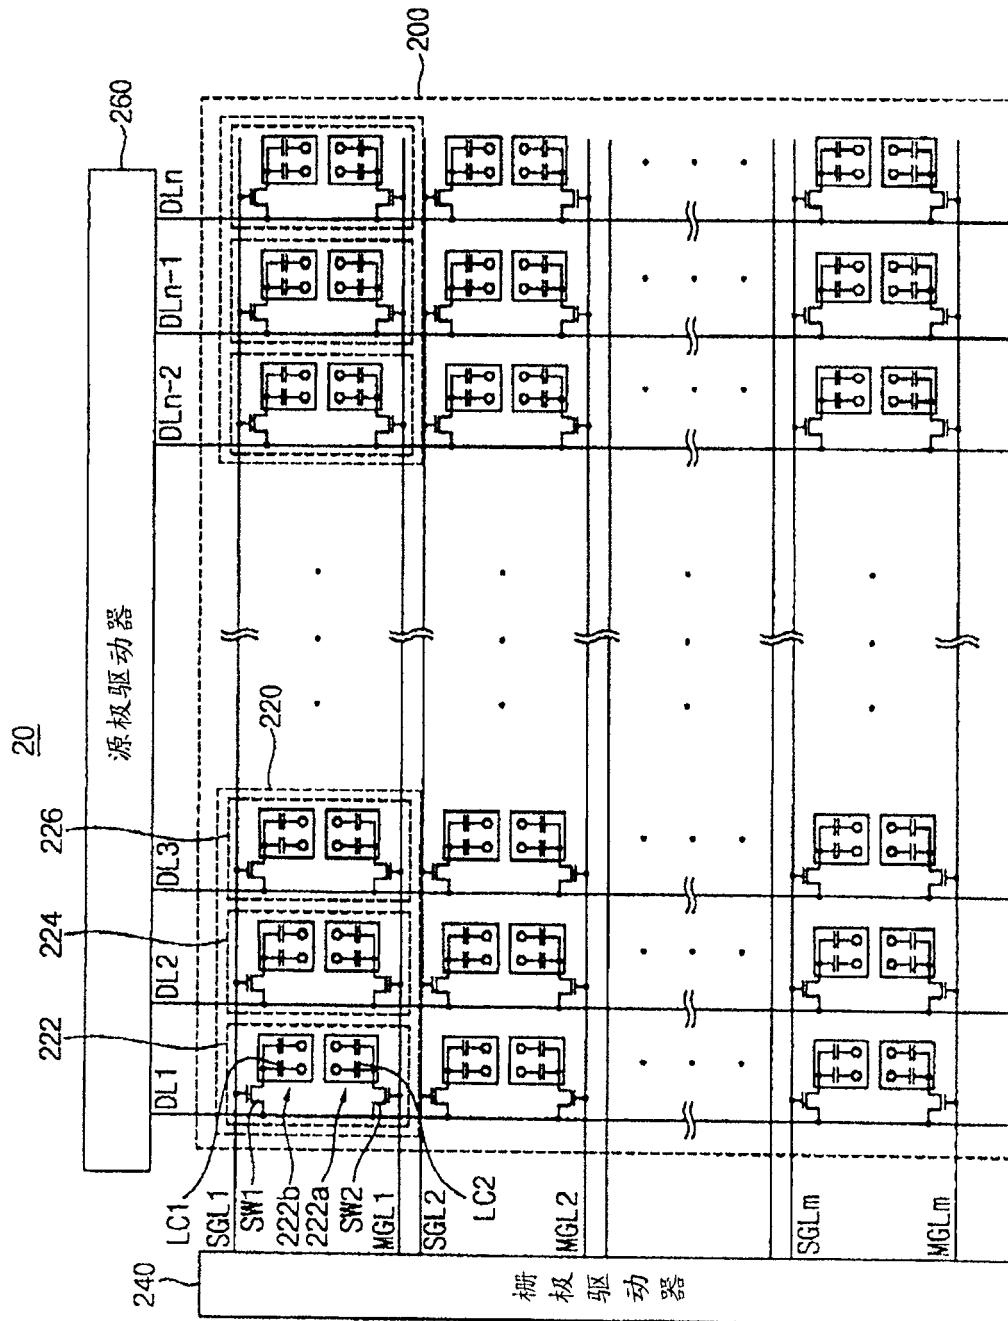 20
源极驱动器
260
200
DL1
DL2
DL3
DLn-2
DLn-1
DLn
222
224
226
220
LC1
SGL1
SW1
222b
222a
SW2
MGL1
SGL2
LC2
MGL2
SGLm
MGLm
240
栅极驱动器